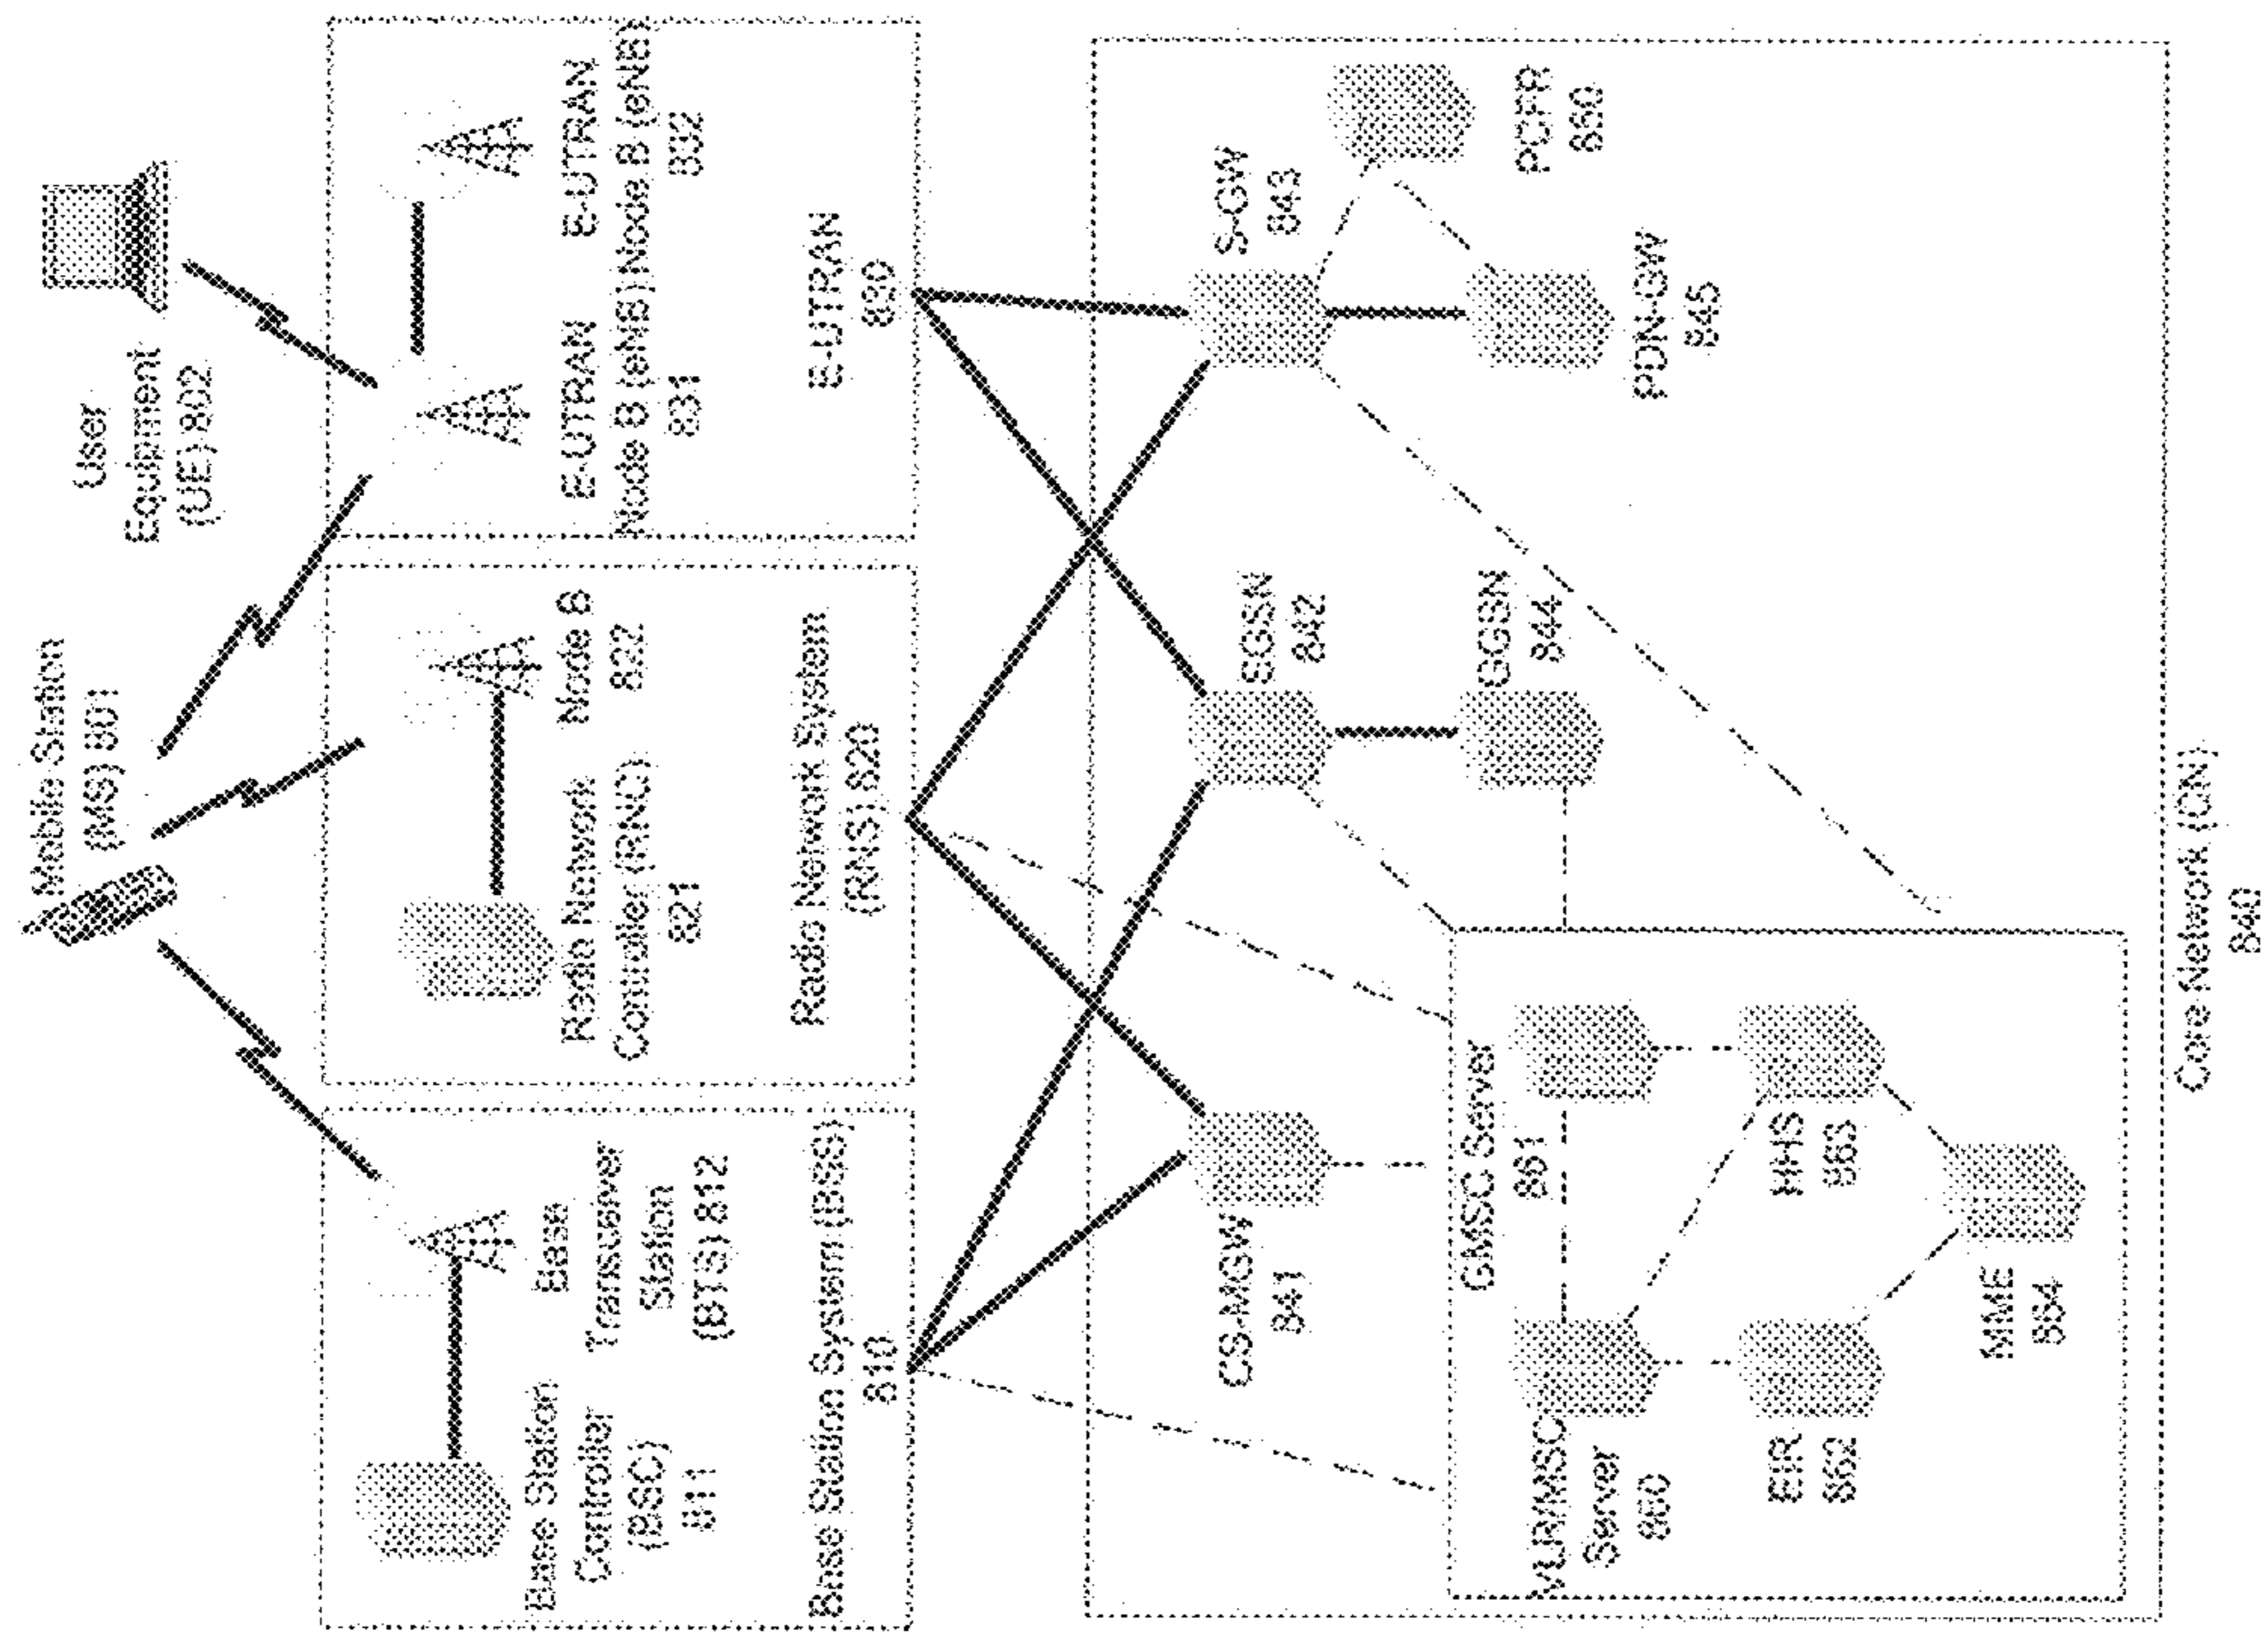 Mobile Station
(MS) 801
User
Equipment
(UE) 802
Base Station
Controller
(BSC)
811
Base
Transceiver
Station
(BTS) 812
Base Station System (BSS)
810
Radio Network
Controller (RNC)
821
Node B
822
Radio Network System
(RNS) 820
E-UTRAN
Node B (eNB)
831
E-UTRAN
Node B (eNB)
832
E-UTRAN
830
CS-MGW
841
SGSN
842
S-GW
843
GGSN
844
PDN-GW
845
PCFR
850
GMSC Server
861
VLR/MSC
Server
860
HHS
863
EIR
862
MME
864
Core Network (CN)
840